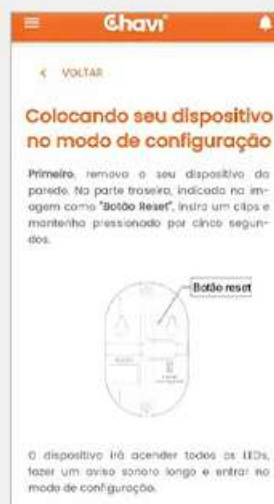 Chavi
VOLTAR
Colocando seu dispositivo
no modo de configuração
Primeiro, remova o seu dispositivo da
parede. Na parte traseira, indicada na im-
agem como "Botão Reset", insira um clips e
mantenha pressionado por cinco segun-
dos.
Botão reset
O dispositivo irá acender todos os LEDs,
fazer um aviso sonoro longo e entrar no
modo de configuração.